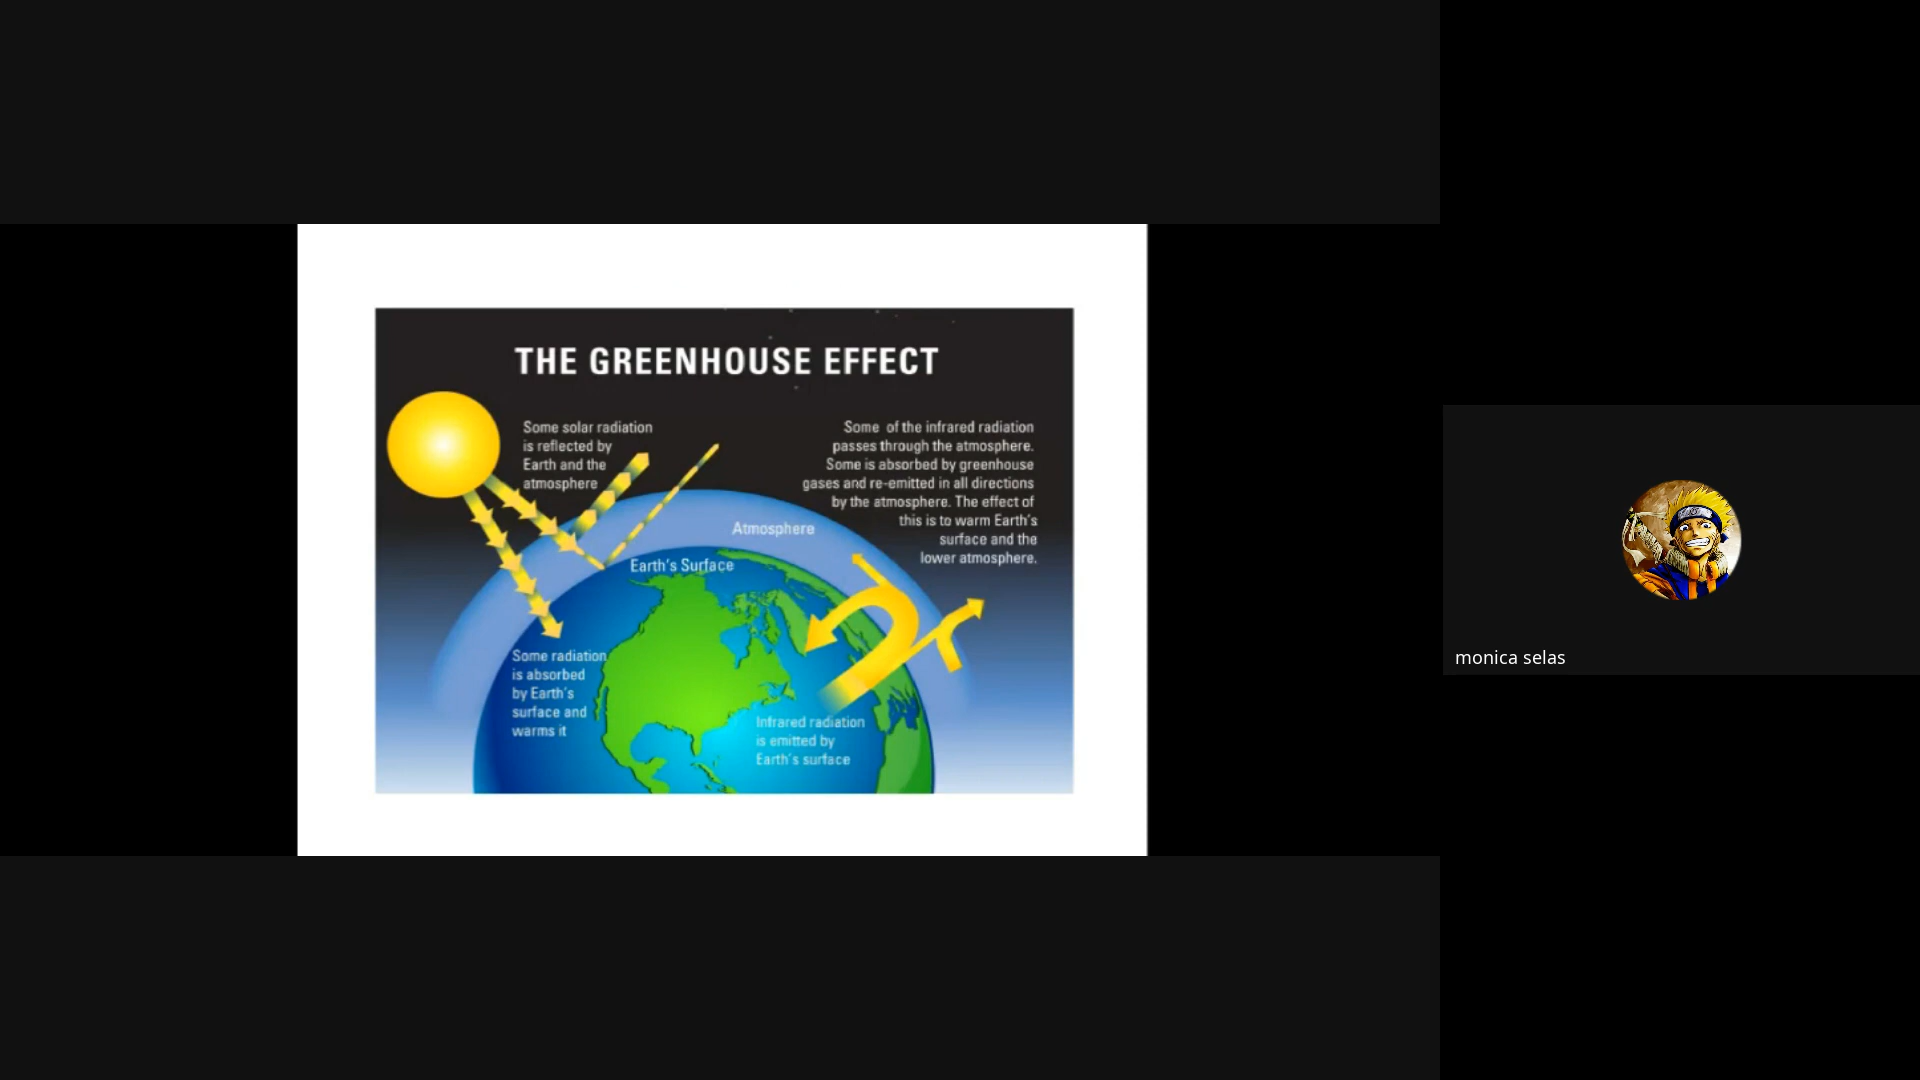 THE GREENHOUSE EFFECT
Some solar radiation
is reflected by
Earth and the
atmosphere
Some of the infrared radiation
passes through the atmosphere.
Some is absorbed by greenhouse
gases and re-emitted in all directions
by the atmosphere. The effect of
this is to warm Earth's
surface and the
lower atmosphere.
Atmosphere
Earth's Surface
Some radiation
is absorbed
by Earth's
surface and
warms it
Infrared radiation
is emitted by
Earth's surface
monica selas